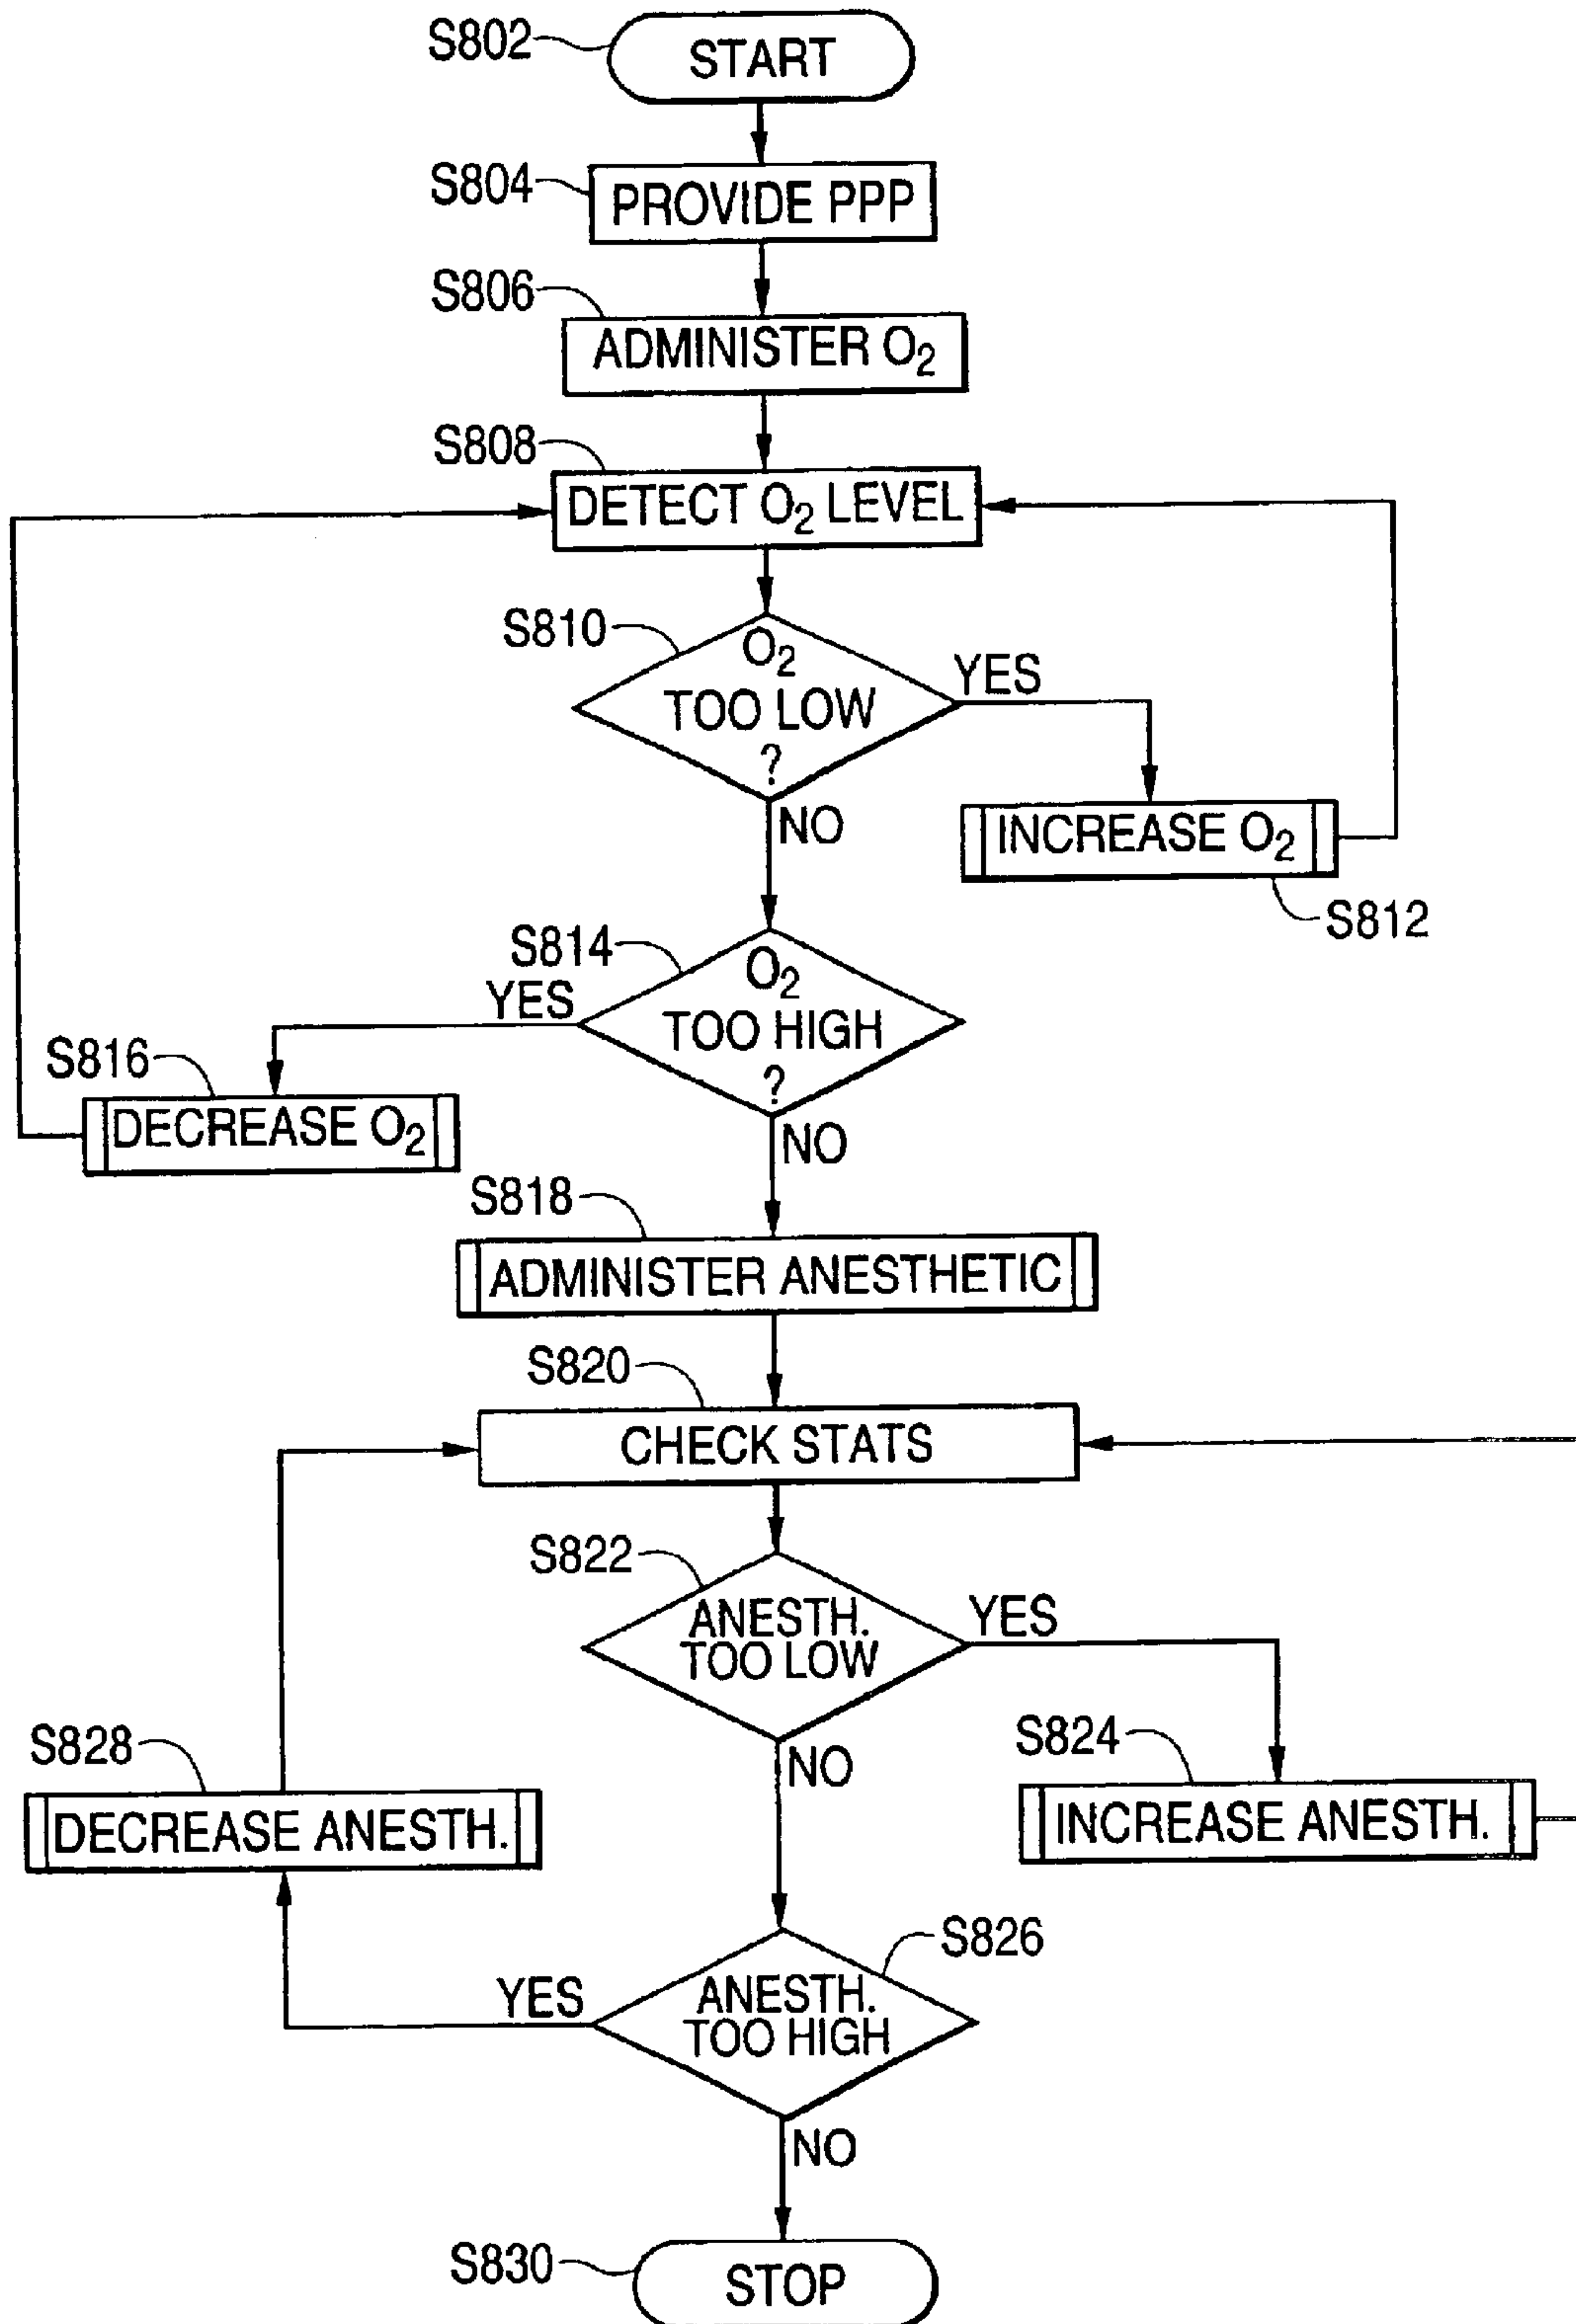 S802
START
S804
PROVIDE PPP
S806
ADMINISTER O₂
S808
DETECT O₂ LEVEL
S810
O₂
TOO LOW
?
YES
NO
INCREASE O₂
S812
S814
O₂
TOO HIGH
?
YES
NO
S816
DECREASE O₂
S818
ADMINISTER ANESTHETIC
S820
CHECK STATS
S822
ANESTH.
TOO LOW
YES
NO
S824
INCREASE ANESTH.
S828
DECREASE ANESTH.
S826
ANESTH.
TOO HIGH
YES
NO
S830
STOP